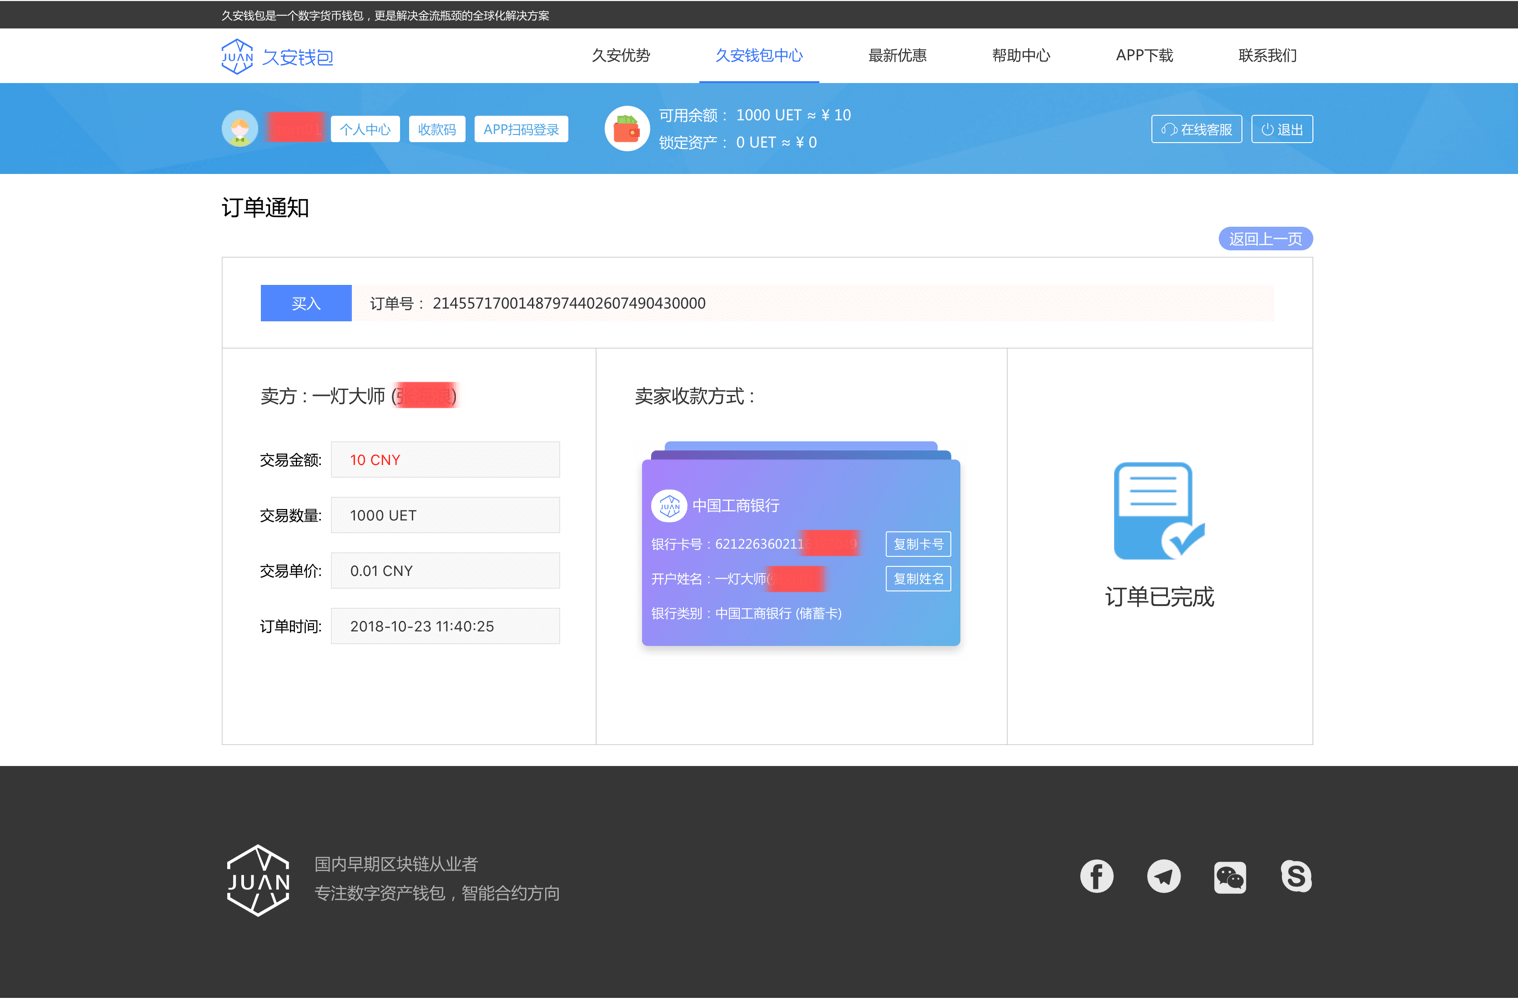 久安钱包是一个数字货币钱包，更是解决金流瓶颈的全球化解决方案
JUAN 久安钱包
久安优势 久安钱包中心 最新优惠 帮助中心 APP下载 联系我们
个人中心 收款码 APP扫码登录
可用余额： 1000 UET ≈ ¥ 10
锁定资产： 0 UET ≈ ¥ 0
在线客服 退出
订单通知
返回上一页
买入 订单号： 21455717001487974402607490430000
卖方 : 一灯大师
交易金额: 10 CNY
交易数量: 1000 UET
交易单价: 0.01 CNY
订单时间: 2018-10-23 11:40:25
卖家收款方式 :
JUAN 中国工商银行
银行卡号：621226360211 复制卡号
开户姓名：一灯大师( 复制姓名
银行类别：中国工商银行 (储蓄卡)
订单已完成
JUAN
国内早期区块链从业者
专注数字资产钱包，智能合约方向